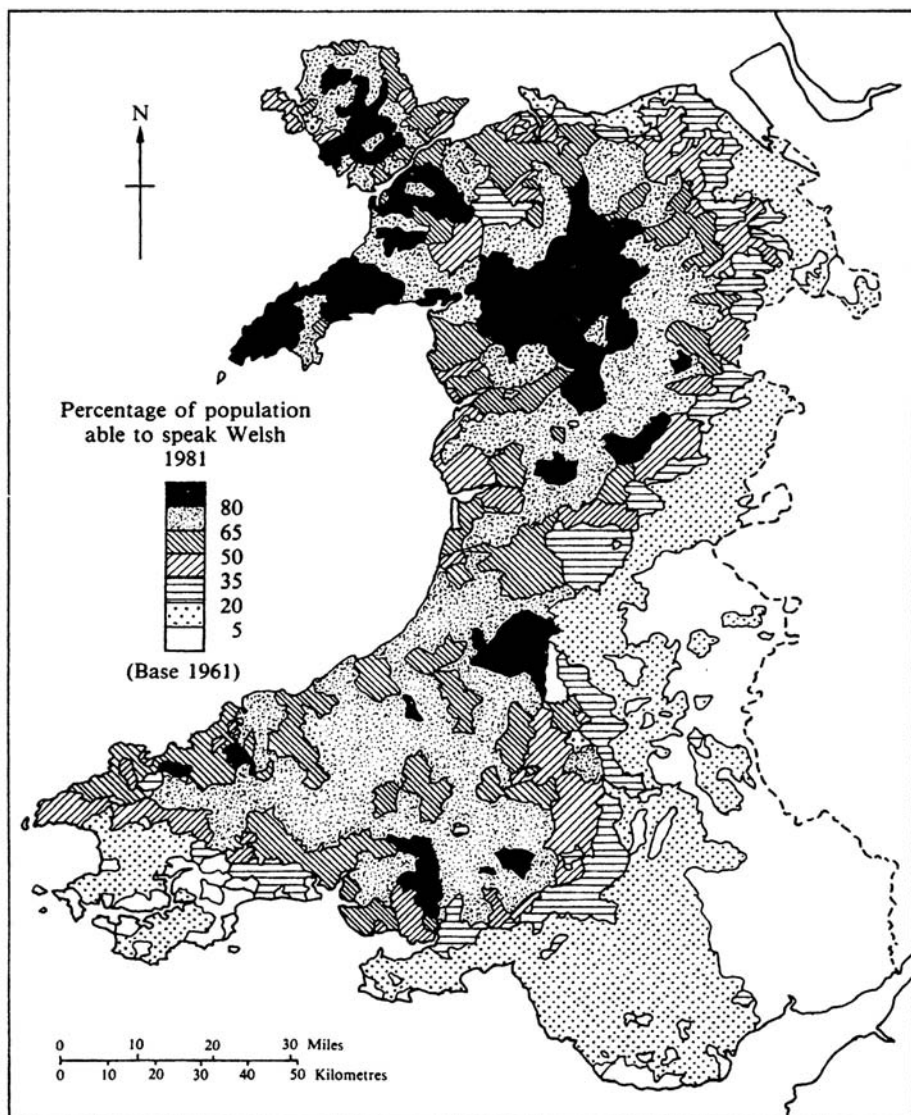 N
Percentage of population
able to speak Welsh
1981
80
65
50
35
20
5
(Base 1961)
0 10 20 30 Miles
0 10 20 30 40 50 Kilometres